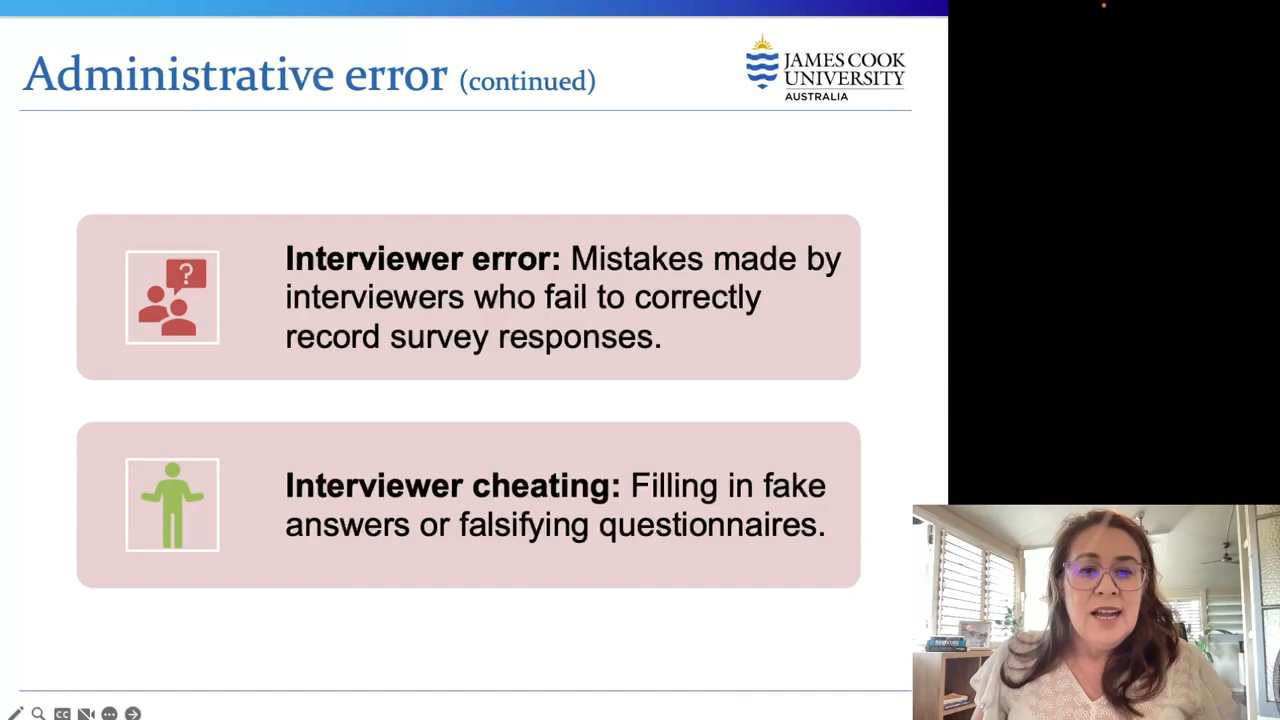 Administrative error (continued)
JAMES COOK
UNIVERSITY
AUSTRALIA
?
Interviewer error: Mistakes made by
interviewers who fail to correctly
record survey responses.
Interviewer cheating: Filling in fake
answers or falsifying questionnaires.
CC